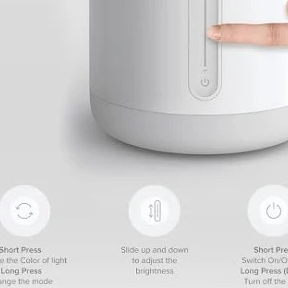 Short Press
e the Color of light
Long Press
nge the mode
Slide up and down
to adjust the
brightness
Short Pre
Switch On/O
Long Press (
Turn off the